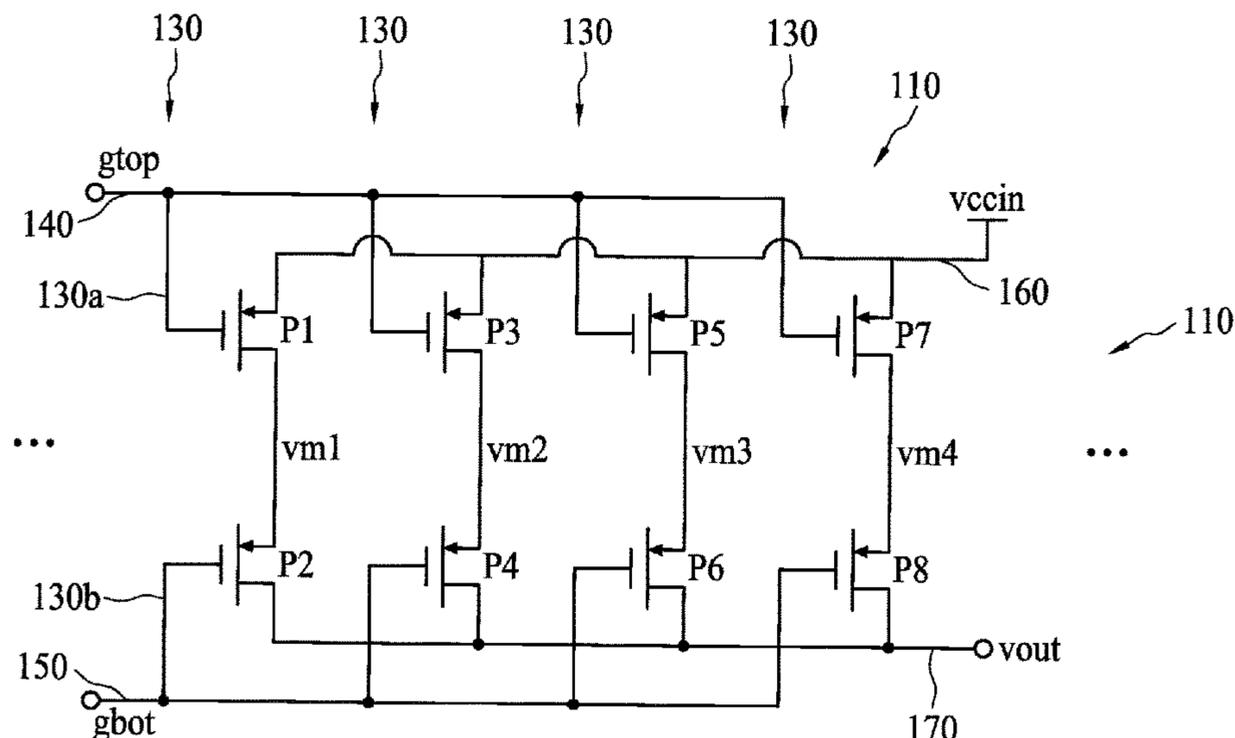 130 130 130 130
110
gtop
140
vccin
160
130a
P1 P3 P5 P7
110
... vm1 vm2 vm3 vm4 ...
P2 P4 P6 P8
130b
150
vout
gbot
170